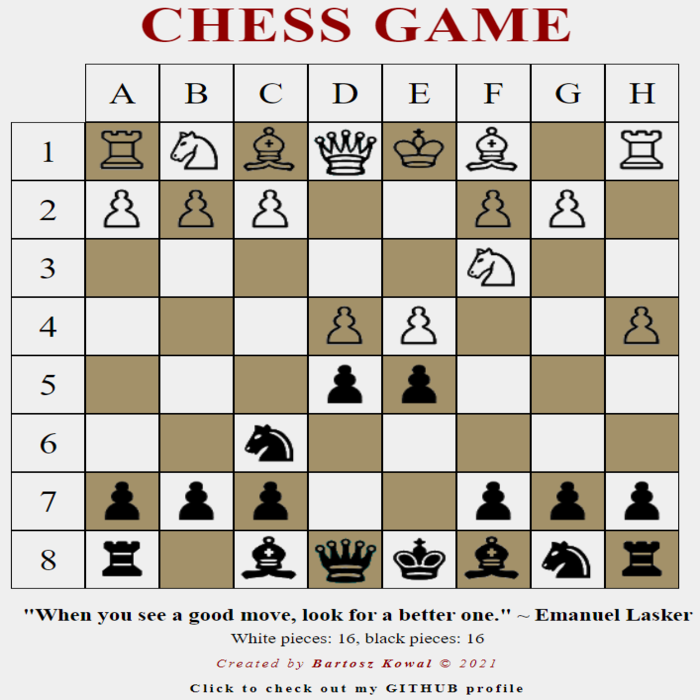 CHESS GAME
A B C D E F G H
1
2
3
4
5
6
7
8
"When you see a good move, look for a better one." ~ Emanuel Lasker
White pieces: 16, black pieces: 16
Created by Bartosz Kowal © 2021
Click to check out my GITHUB profile